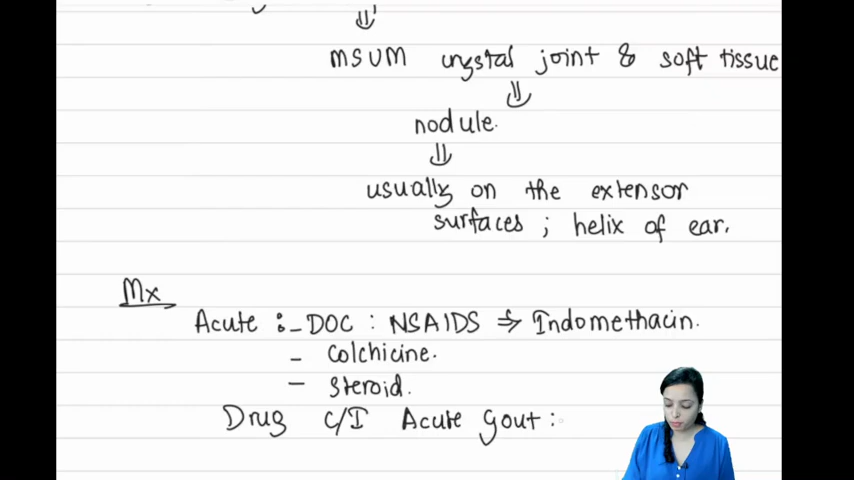 ⇓
MSUM crystal joint & soft tissue
⇓
nodule.
⇓
usually on the extensor
surfaces ; helix of ear.
Mx
Acute :- DOC : NSAIDS ⇒ Indomethacin.
- Colchicine.
- Steroid.
Drug C/I Acute gout :